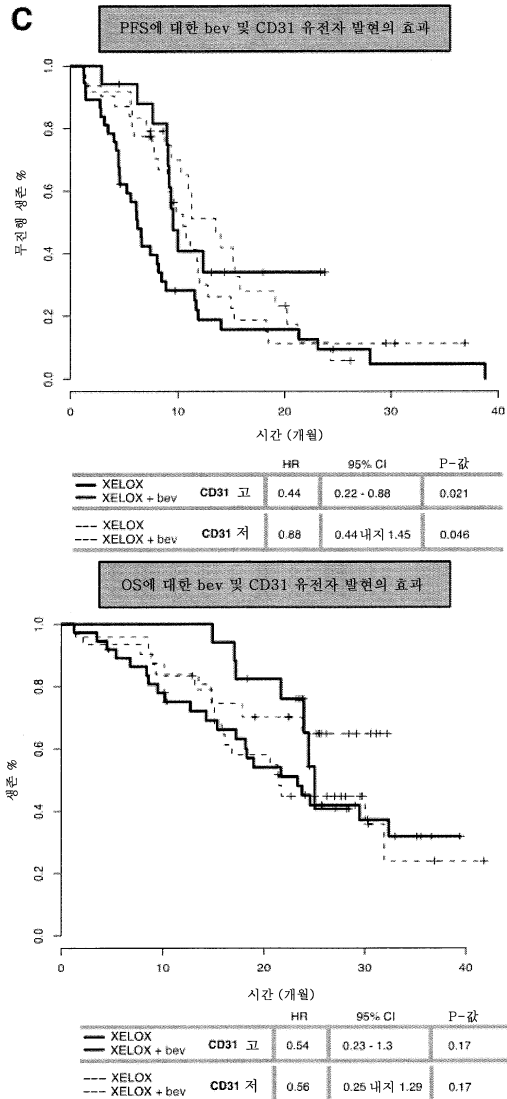 C
PFS에 대한 bev 및 CD31 유전자 발현의 효과
무진행 생존 %
1.0
0.8
0.6
0.4
0.2
0.0
0 10 20 30 40
시간 (개월)
HR 95% CI P-값
XELOX
XELOX + bev CD31 고 0.44 0.22 - 0.88 0.021
XELOX
XELOX + bev CD31 저 0.88 0.44 내지 1.45 0.046
OS에 대한 bev 및 CD31 유전자 발현의 효과
생존 %
1.0
0.8
0.6
0.4
0.2
0.0
0 10 20 30 40
시간 (개월)
HR 95% CI P-값
XELOX
XELOX + bev CD31 고 0.54 0.23 - 1.3 0.17
XELOX
XELOX + bev CD31 저 0.56 0.25 내지 1.29 0.17